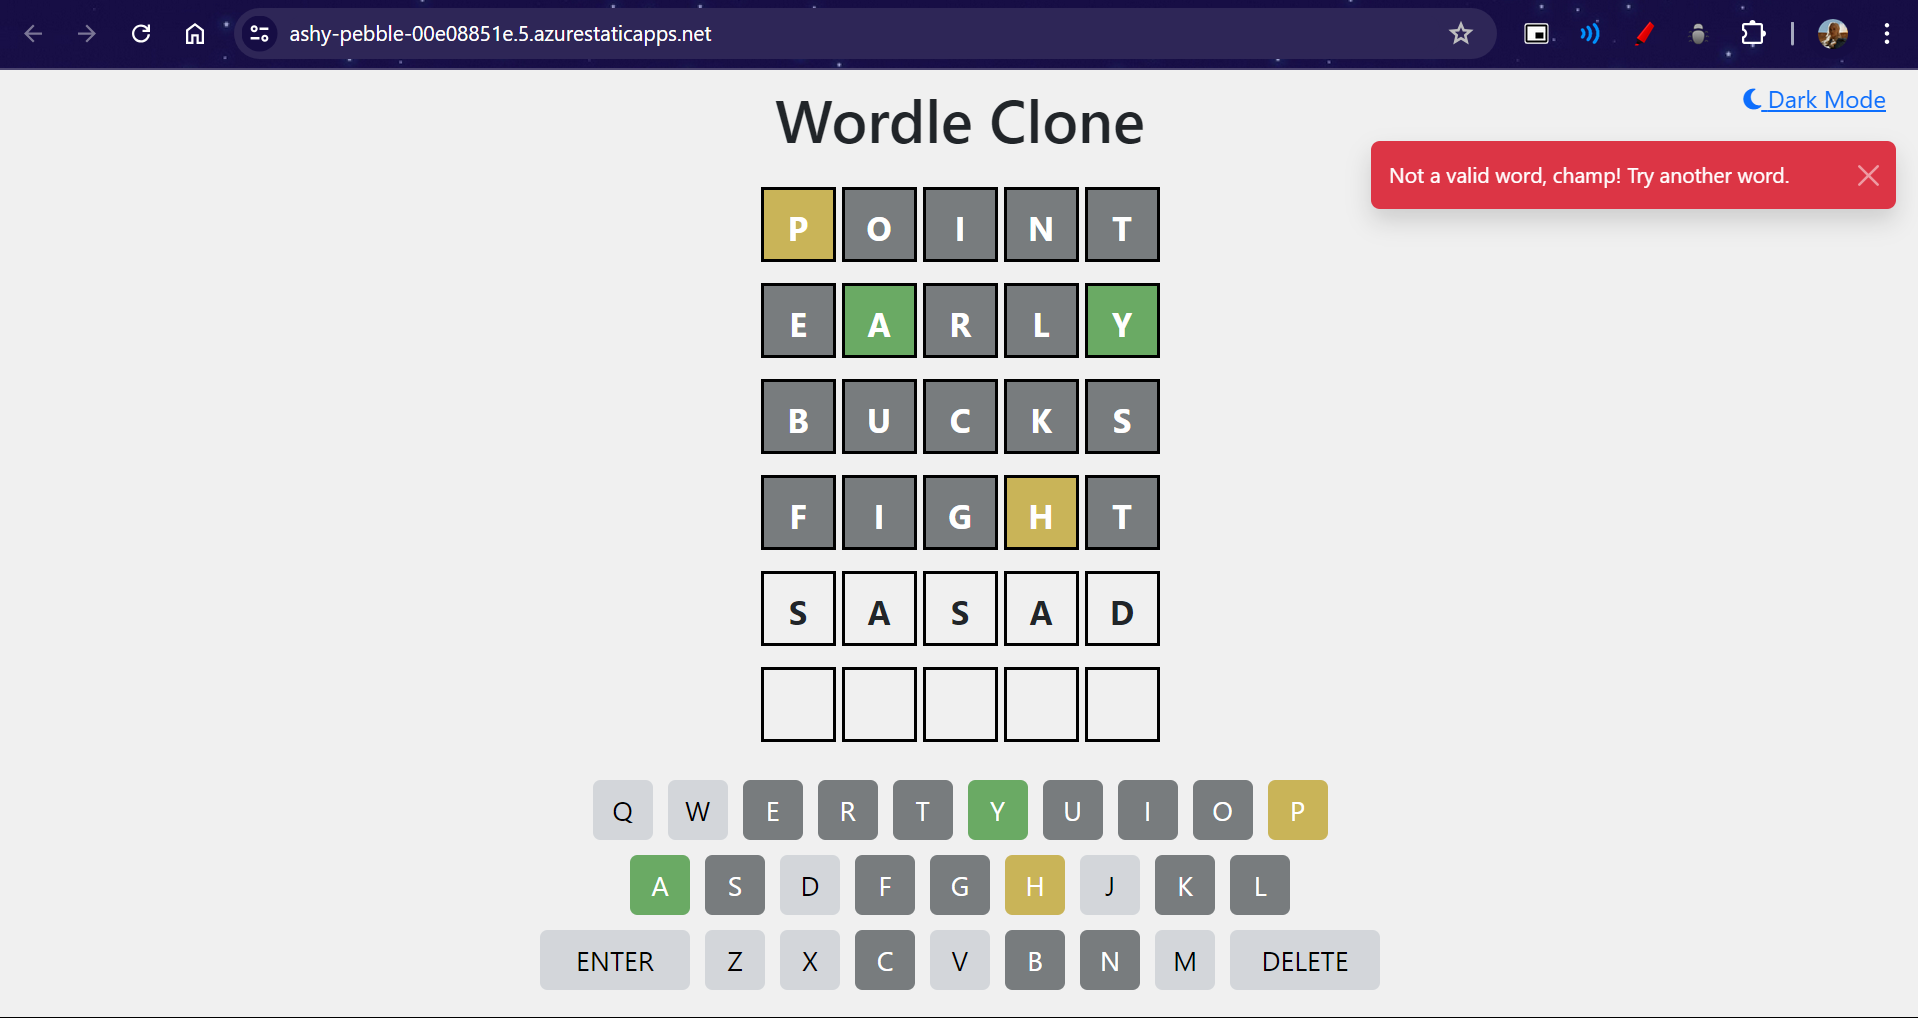 ashy-pebble-00e08851e.5.azurestaticapps.net
Dark Mode
Wordle Clone
Not a valid word, champ! Try another word.
P O I N T
E A R L Y
B U C K S
F I G H T
S A S A D
Q W E R T Y U I O P
A S D F G H J K L
ENTER Z X C V B N M DELETE